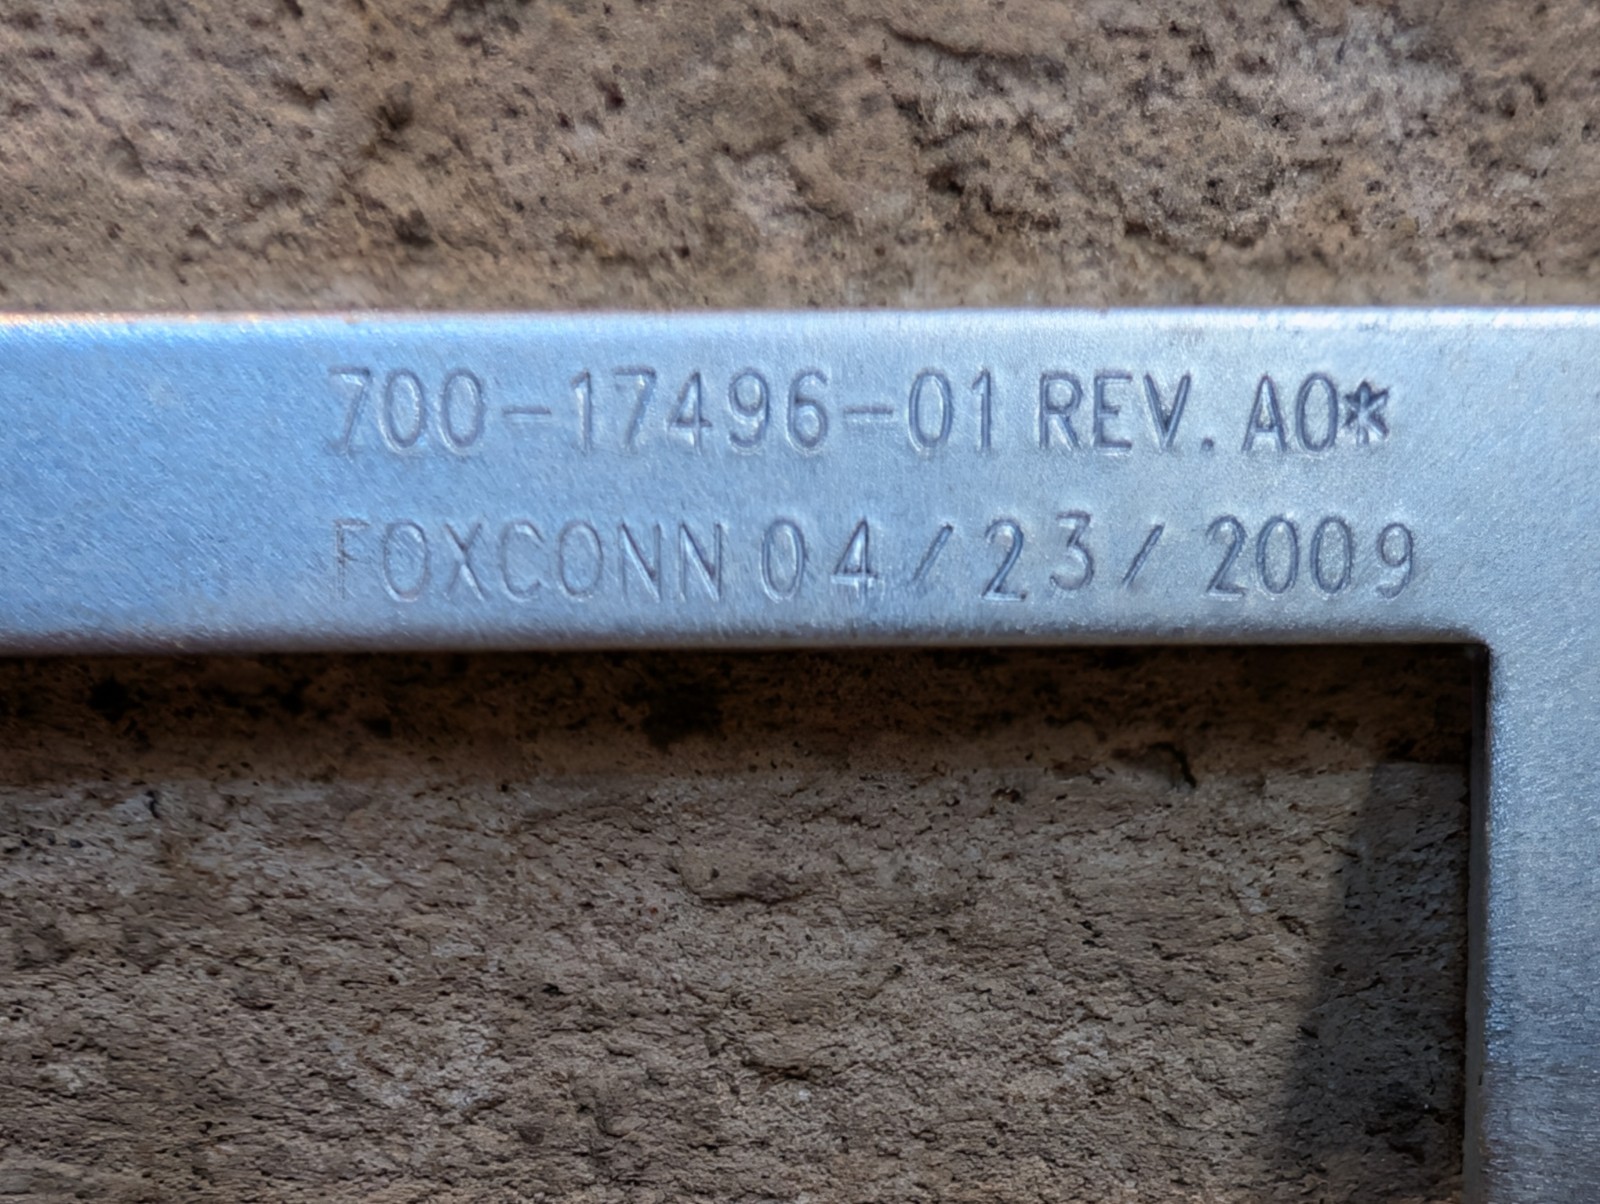 700-17496-01 REV. A0*
FOXCONN 04/23/2009